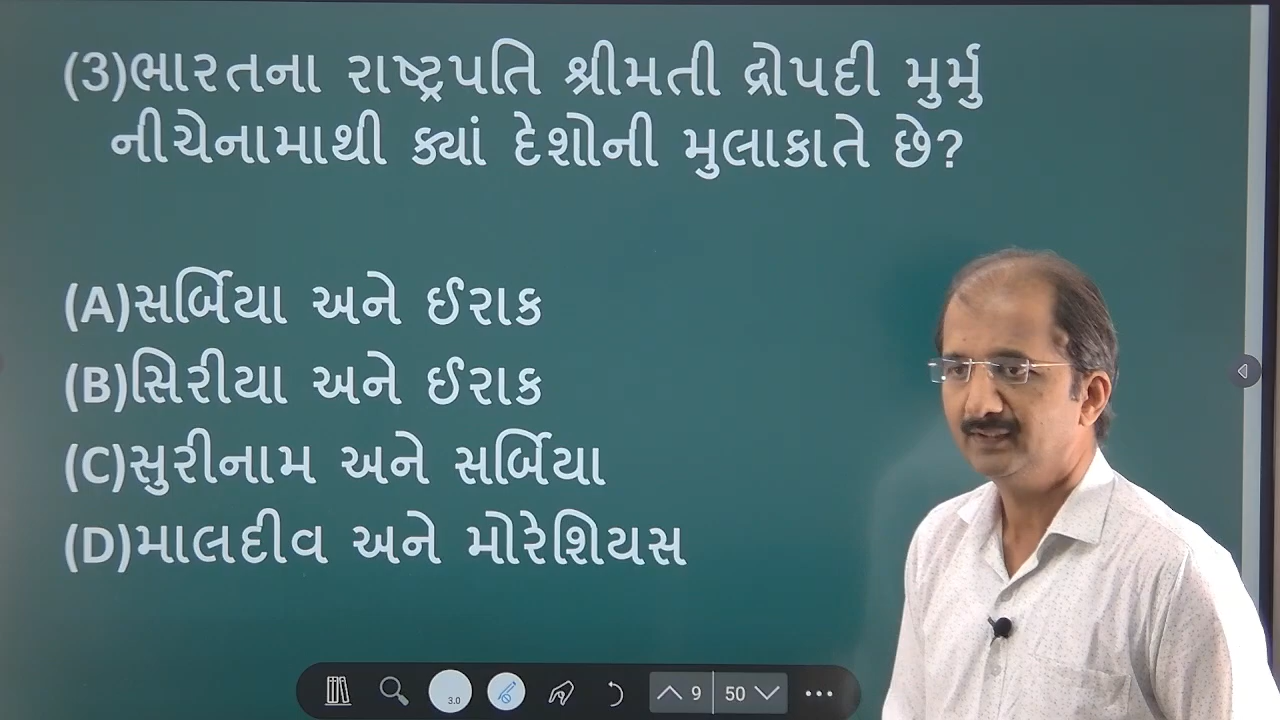 (3)ભારતના રાષ્ટ્રપતિ શ્રીમતી દ્રોપદી મુર્મુ
નીચેનામાથી ક્યાં દેશોની મુલાકાતે છે?
(A)સર્બિયા અને ઈરાક
(B)સિરીયા અને ઈરાક
(C)સુરીનામ અને સર્બિયા
(D)માલદીવ અને મોરેશિયસ
3.0
9
50